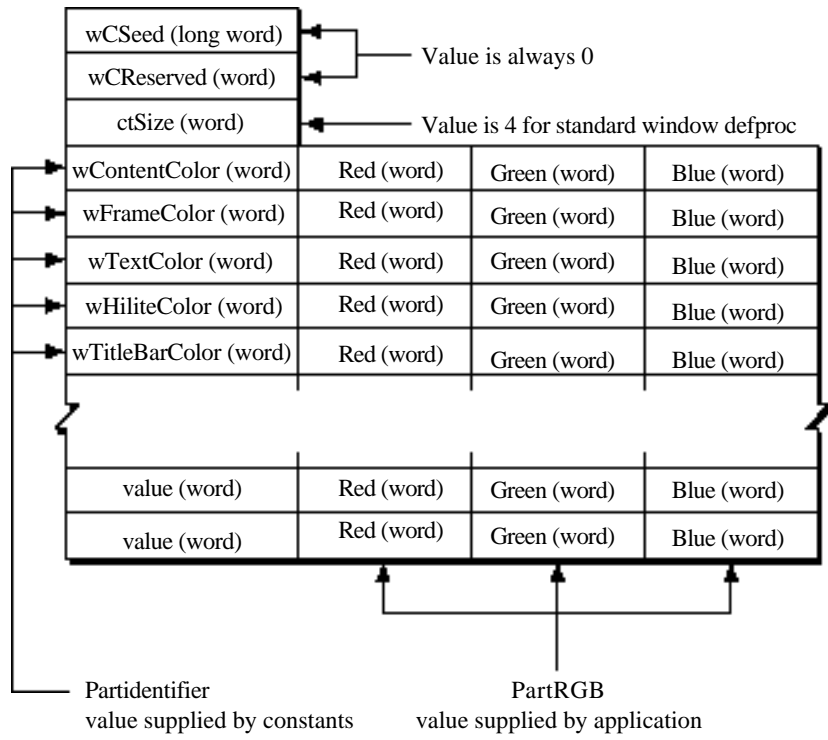 wCSeed (long word)
Value is always 0
wCReserved (word)
ctSize (word)
Value is 4 for standard window defproc
wContentColor (word) Red (word) Green (word) Blue (word)
wFrameColor (word) Red (word) Green (word) Blue (word)
wTextColor (word) Red (word) Green (word) Blue (word)
wHiliteColor (word) Red (word) Green (word) Blue (word)
wTitleBarColor (word) Red (word) Green (word) Blue (word)
value (word) Red (word) Green (word) Blue (word)
value (word) Red (word) Green (word) Blue (word)
Partidentifier
value supplied by constants
PartRGB
value supplied by application